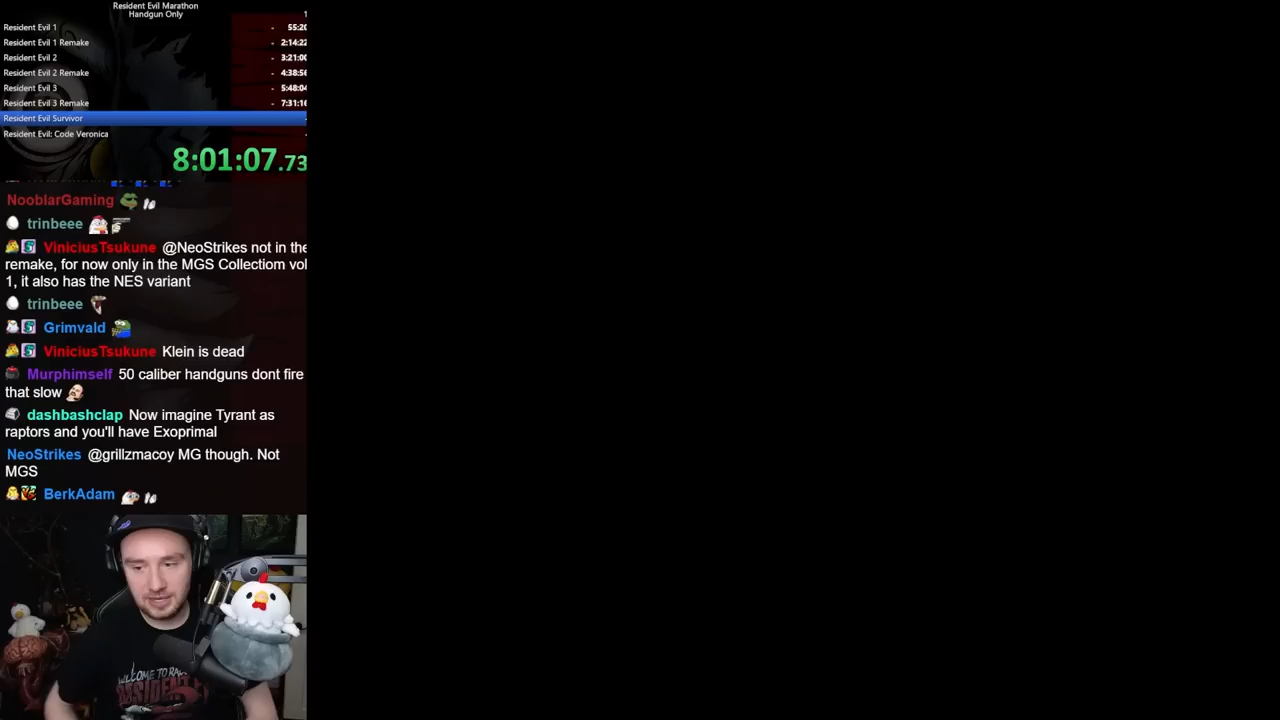 Resident Evil Marathon
Handgun Only
Resident Evil 1 - 55:20
Resident Evil 1 Remake - 2:14:22
Resident Evil 2 - 3:21:00
Resident Evil 2 Remake - 4:38:56
Resident Evil 3 - 5:48:04
Resident Evil 3 Remake - 7:31:16
Resident Evil Survivor -
Resident Evil: Code Veronica -
8:01:07.73
NooblarGaming
trinbeee
ViniciusTsukune @NeoStrikes not in the
remake, for now only in the MGS Collectiom vol
1, it also has the NES variant
trinbeee
Grimvald
ViniciusTsukune Klein is dead
Murphimself 50 caliber handguns dont fire
that slow
dashbashclap Now imagine Tyrant as
raptors and you'll have Exoprimal
NeoStrikes @grillzmacoy MG though. Not
MGS
BerkAdam
WELCOME TO
RESIDENT